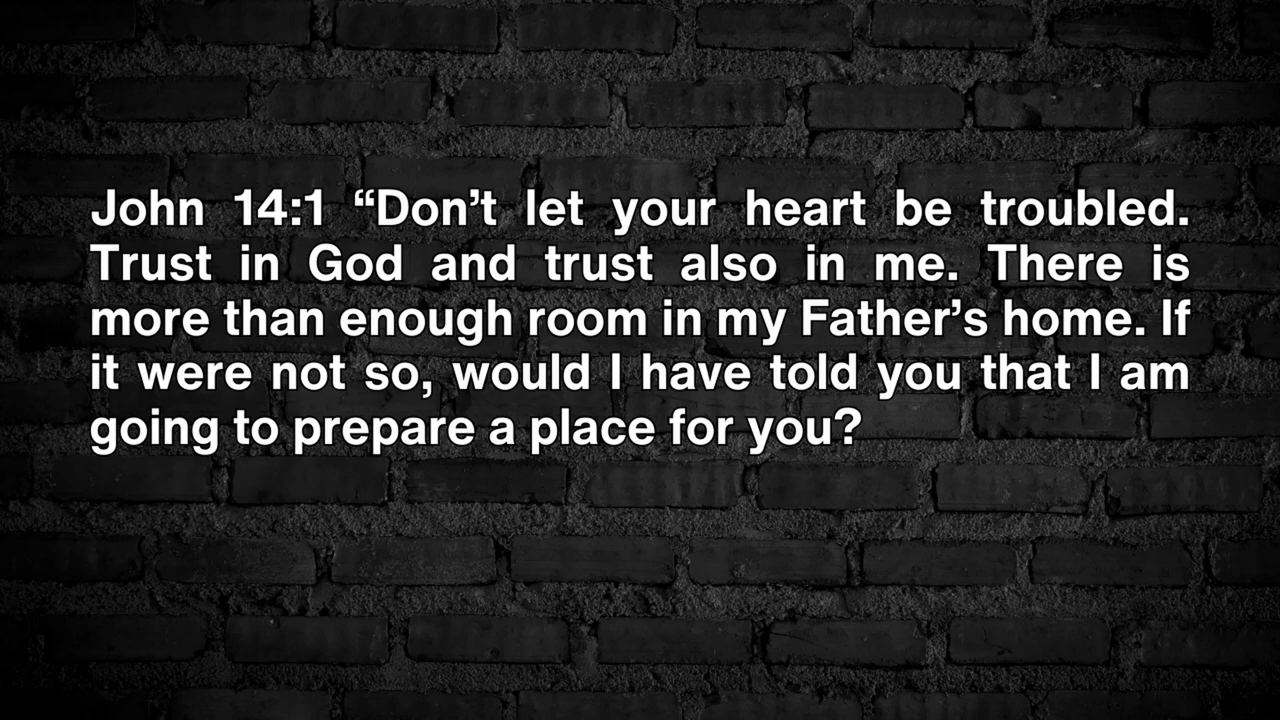 John 14:1 “Don’t let your heart be troubled.
Trust in God and trust also in me. There is
more than enough room in my Father’s home. If
it were not so, would I have told you that I am
going to prepare a place for you?